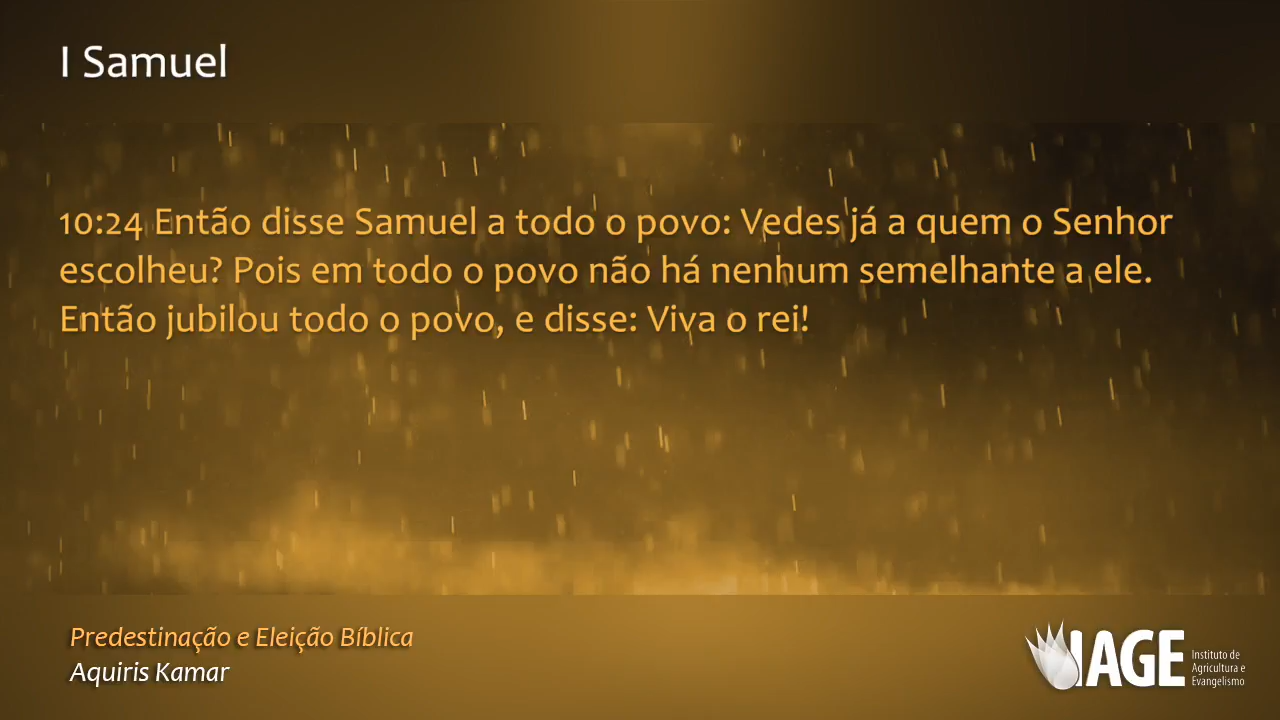 I Samuel
10:24 Então disse Samuel a todo o povo: Vedes já a quem o Senhor
escolheu? Pois em todo o povo não há nenhum semelhante a ele.
Então jubilou todo o povo, e disse: Viva o rei!
Predestinação e Eleição Bíblica
Aquiris Kamar
IAGE
Instituto de
Agricultura e
Evangelismo